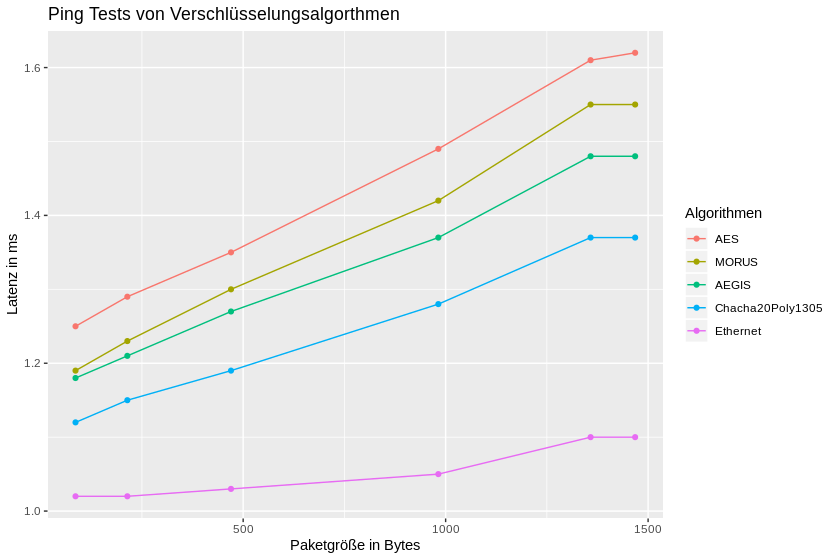 Ping Tests von Verschlüsselungsalgorthmen
Latenz in ms
1.6
1.4
1.2
1.0
500
1000
1500
Paketgröße in Bytes
Algorithmen
AES
MORUS
AEGIS
Chacha20Poly1305
Ethernet